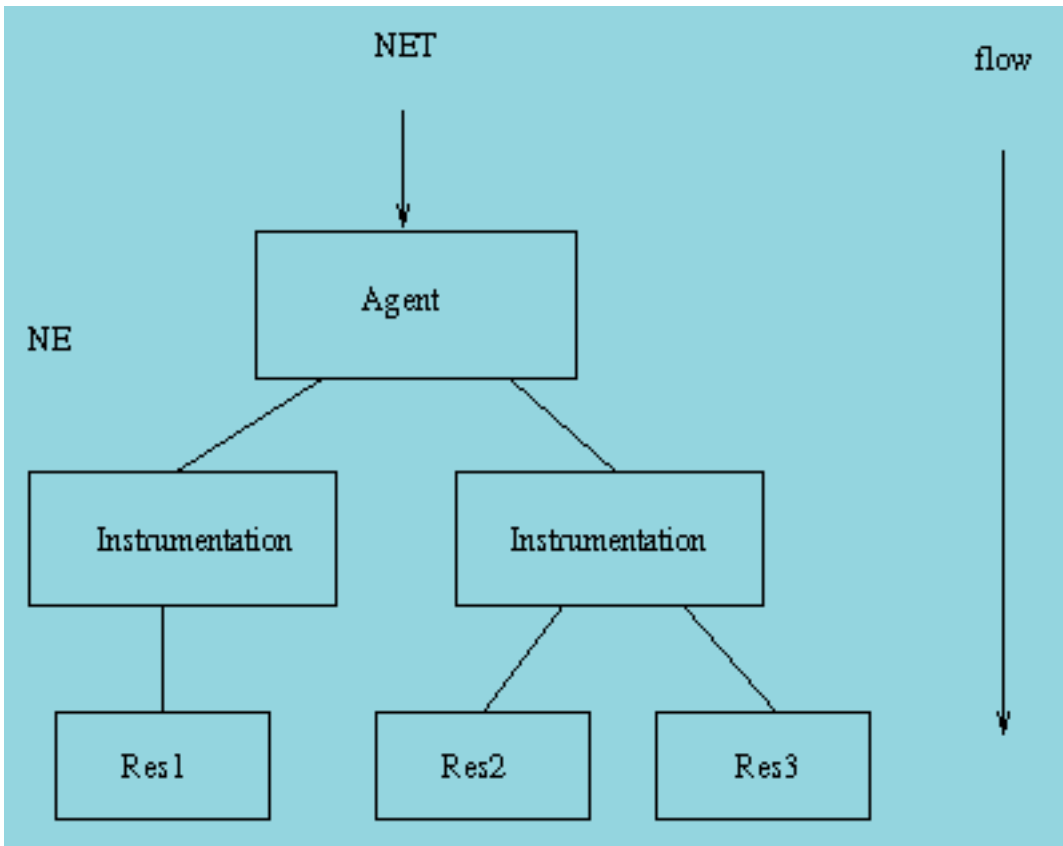 NET
flow
Agent
NE
Instrumentation
Instrumentation
Res1
Res2
Res3